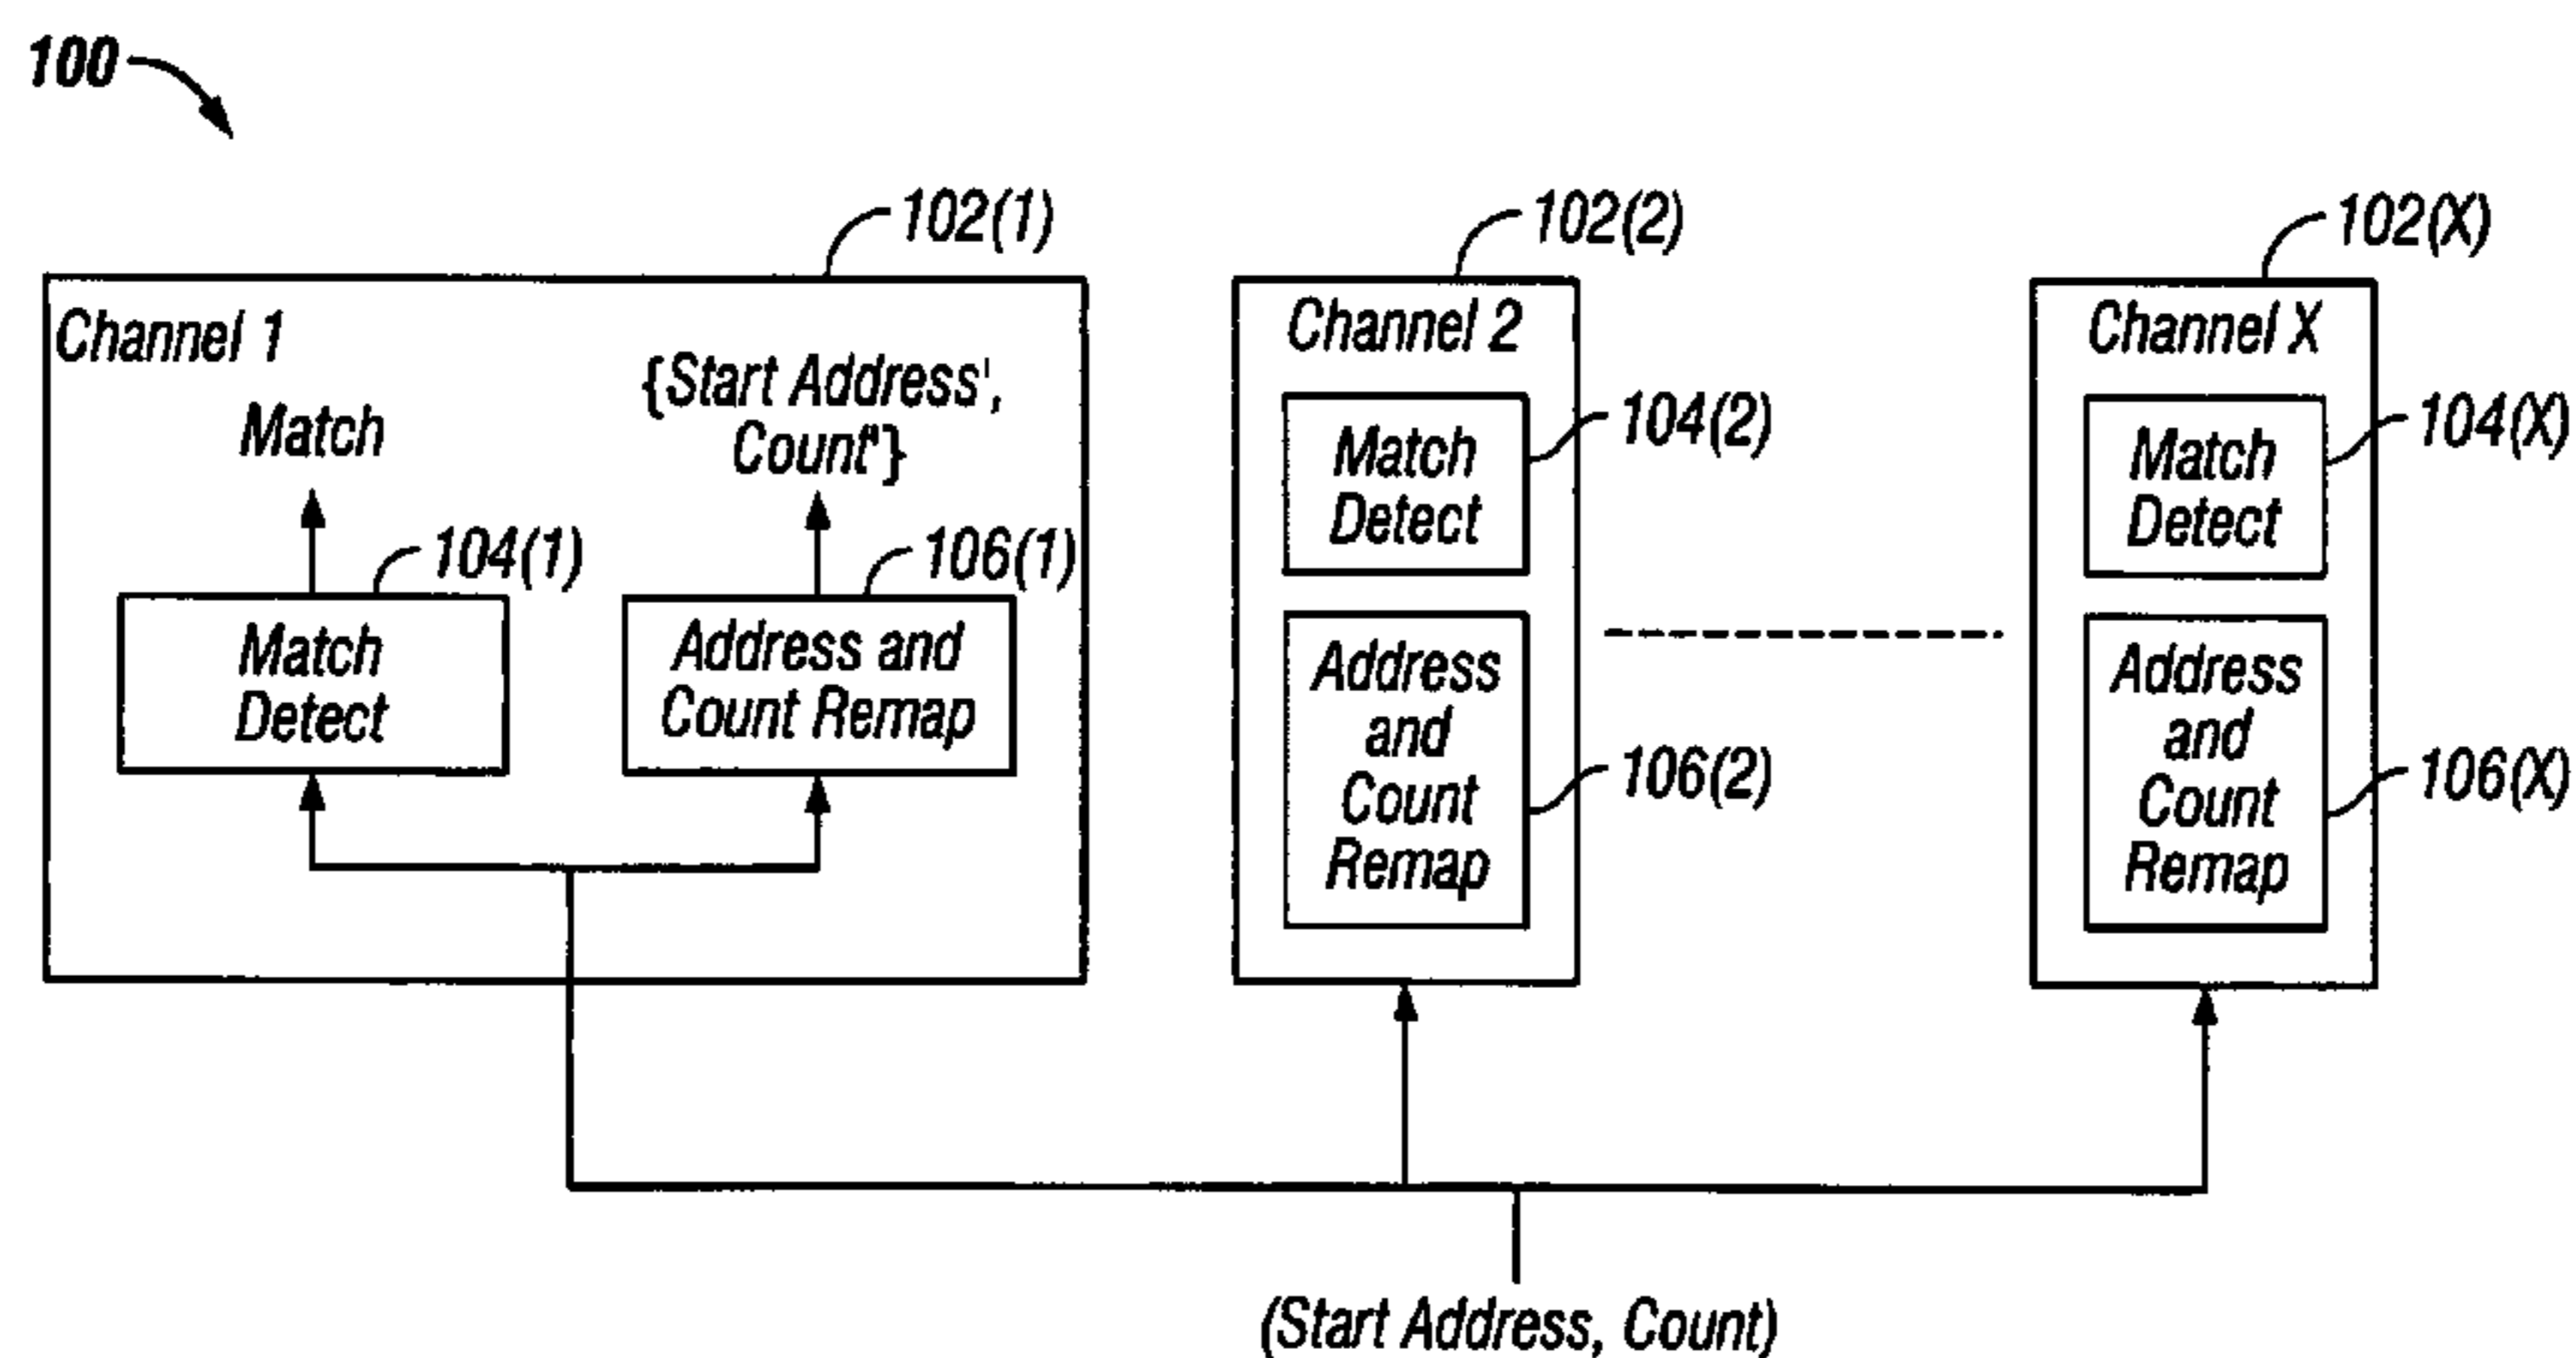 100
102(1)
102(2)
102(X)
Channel 1
Match
{Start Address',
Count'}
104(1)
106(1)
Match
Detect
Address and
Count Remap
Channel 2
Match
Detect
104(2)
Address
and
Count
Remap
106(2)
Channel X
Match
Detect
104(X)
Address
and
Count
Remap
106(X)
(Start Address, Count)